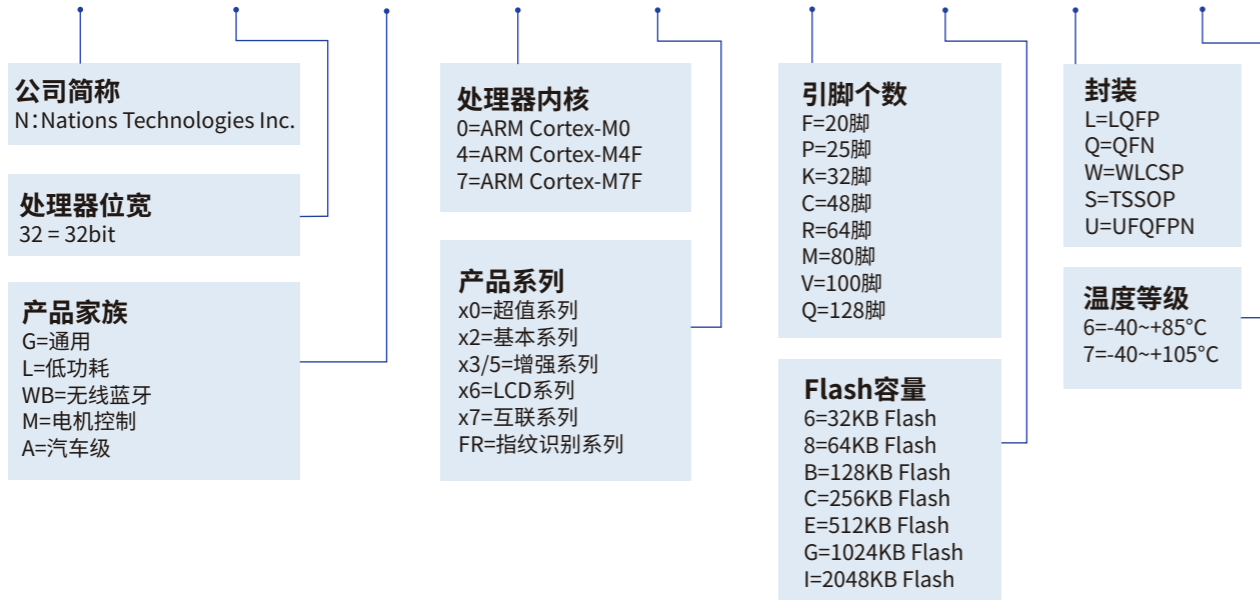 公司简称
N：Nations Technologies Inc.
处理器位宽
32 = 32bit
产品家族
G=通用
L=低功耗
WB=无线蓝牙
M=电机控制
A=汽车级
处理器内核
0=ARM Cortex-M0
4=ARM Cortex-M4F
7=ARM Cortex-M7F
产品系列
x0=超值系列
x2=基本系列
x3/5=增强系列
x6=LCD系列
x7=互联系列
FR=指纹识别系列
引脚个数
F=20脚
P=25脚
K=32脚
C=48脚
R=64脚
M=80脚
V=100脚
Q=128脚
Flash容量
6=32KB Flash
8=64KB Flash
B=128KB Flash
C=256KB Flash
E=512KB Flash
G=1024KB Flash
I=2048KB Flash
封装
L=LQFP
Q=QFN
W=WLCSP
S=TSSOP
U=UFQFPN
温度等级
6=-40~+85°C
7=-40~+105°C